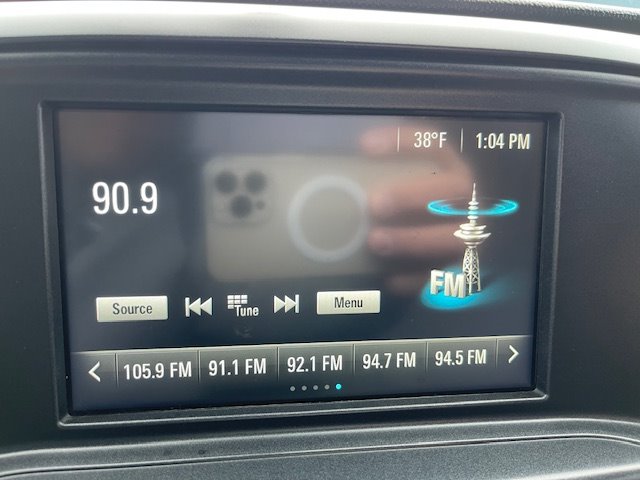 38°F 1:04 PM
90.9
FM
Source Tune Menu
105.9 FM 91.1 FM 92.1 FM 94.7 FM 94.5 FM